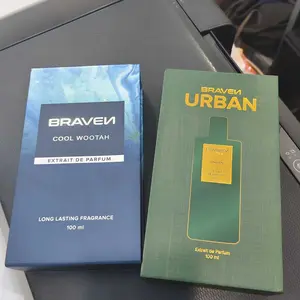 BRAVEN
COOL WOOTAH
EXTRAIT DE PARFUM
LONG LASTING FRAGRANCE
100 ml
BRAVEN
URBAN
Extrait de Parfum
100 ml